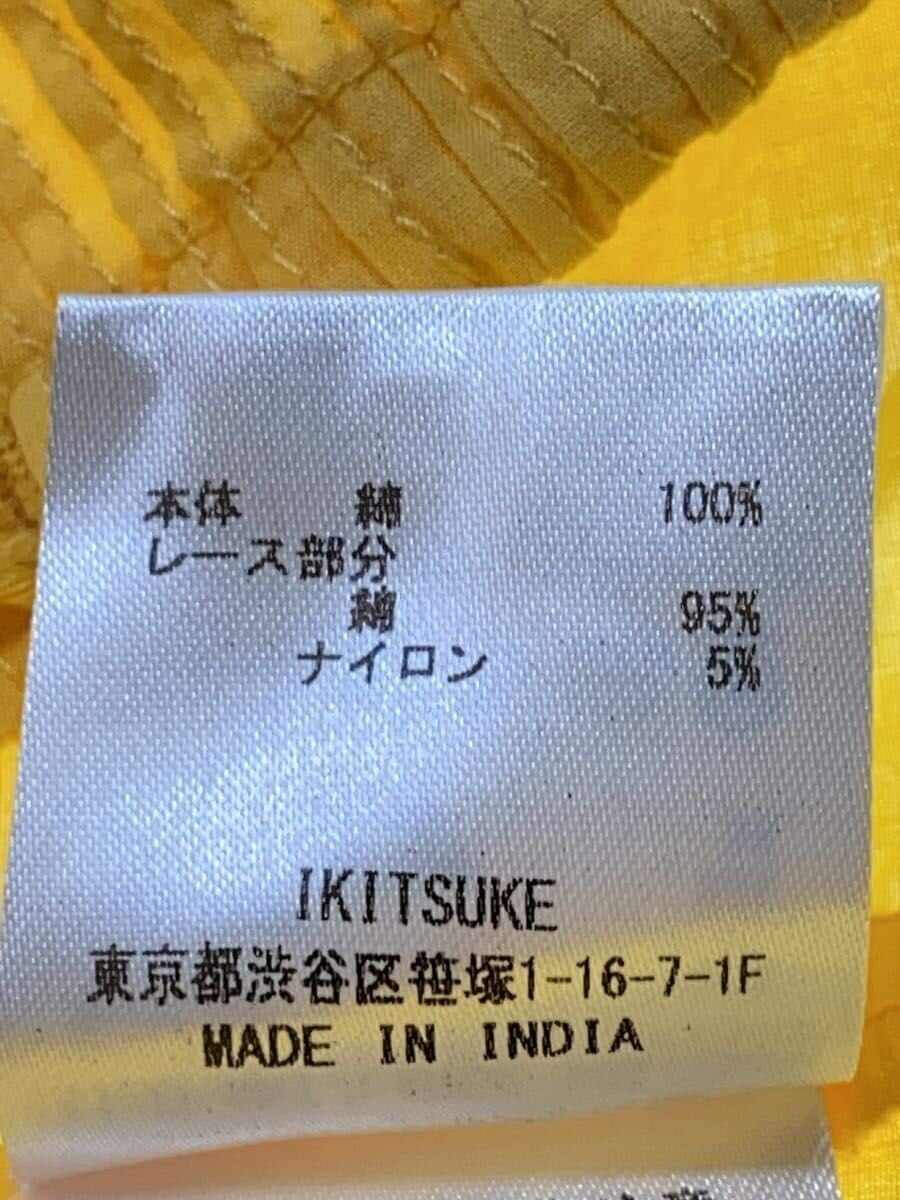 本体 綿 100%
レース部分
綿 95%
ナイロン 5%
IKITSUKE
東京都渋谷区笹塚1-16-7-1F
MADE IN INDIA